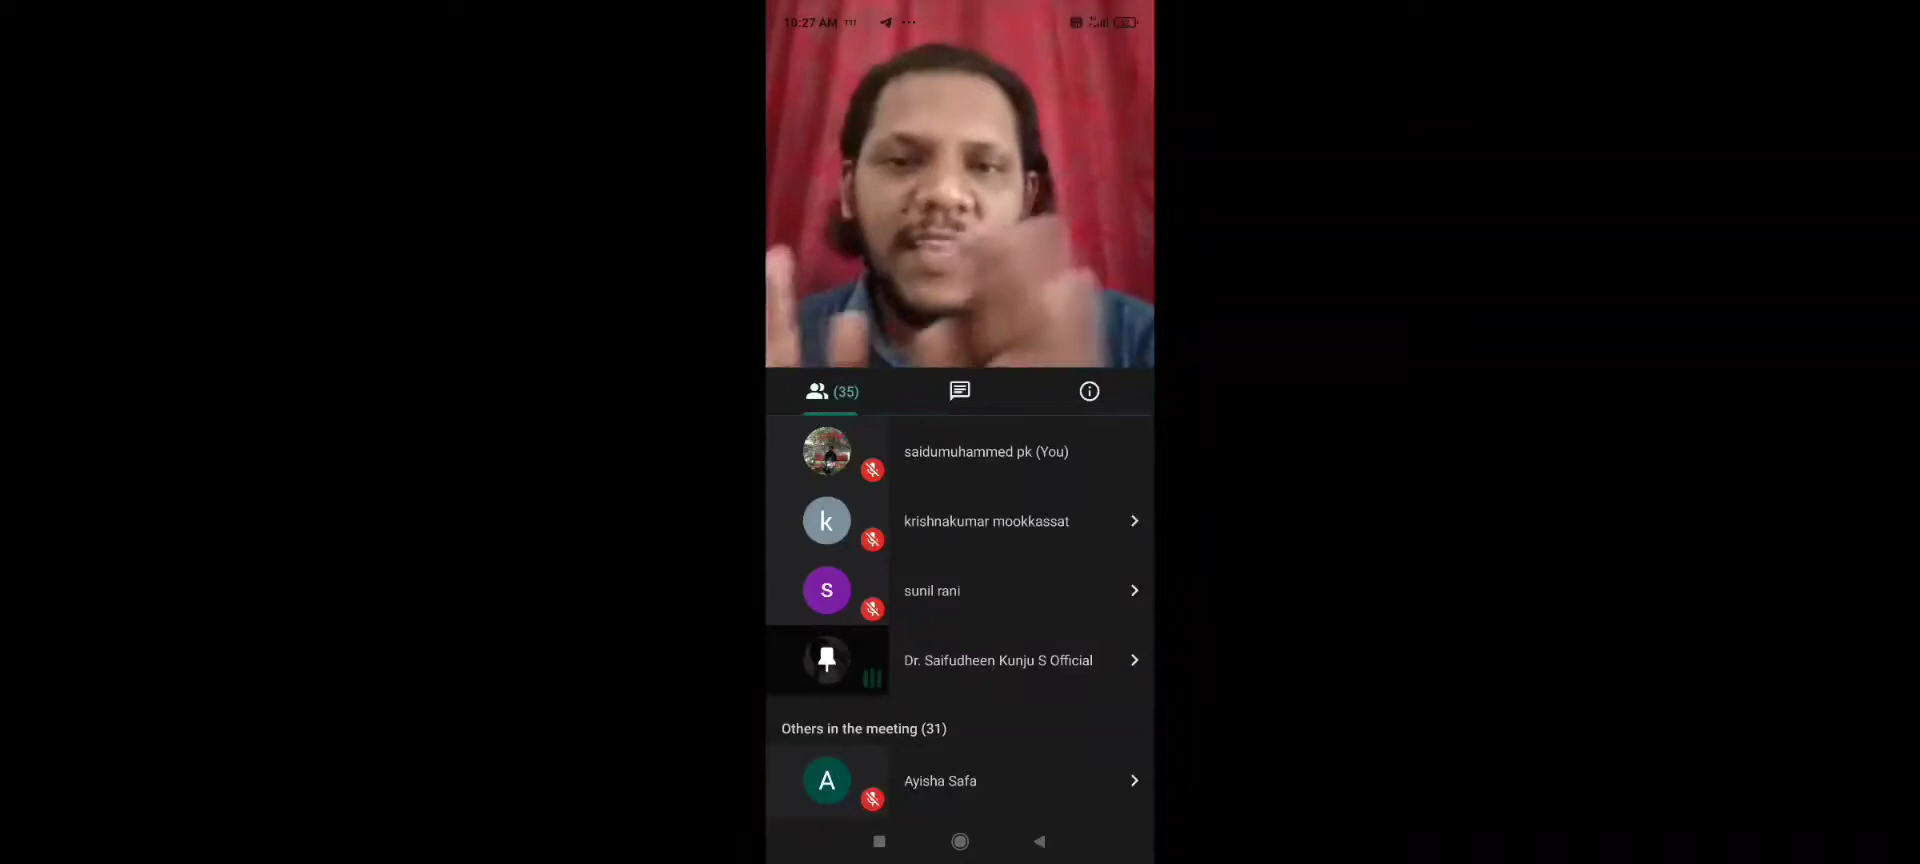 10:27 AM
(35)
saidumuhammed pk (You)
k
krishnakumar mookkassat
s
sunil rani
Dr. Saifudheen Kunju S Official
Others in the meeting (31)
A
Ayisha Safa